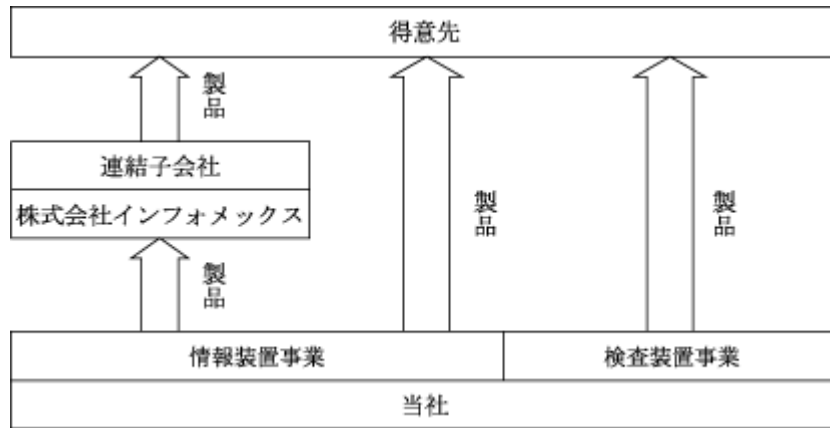 得意先
製品
製品
製品
連結子会社
株式会社インフォメックス
製品
情報装置事業
検査装置事業
当社